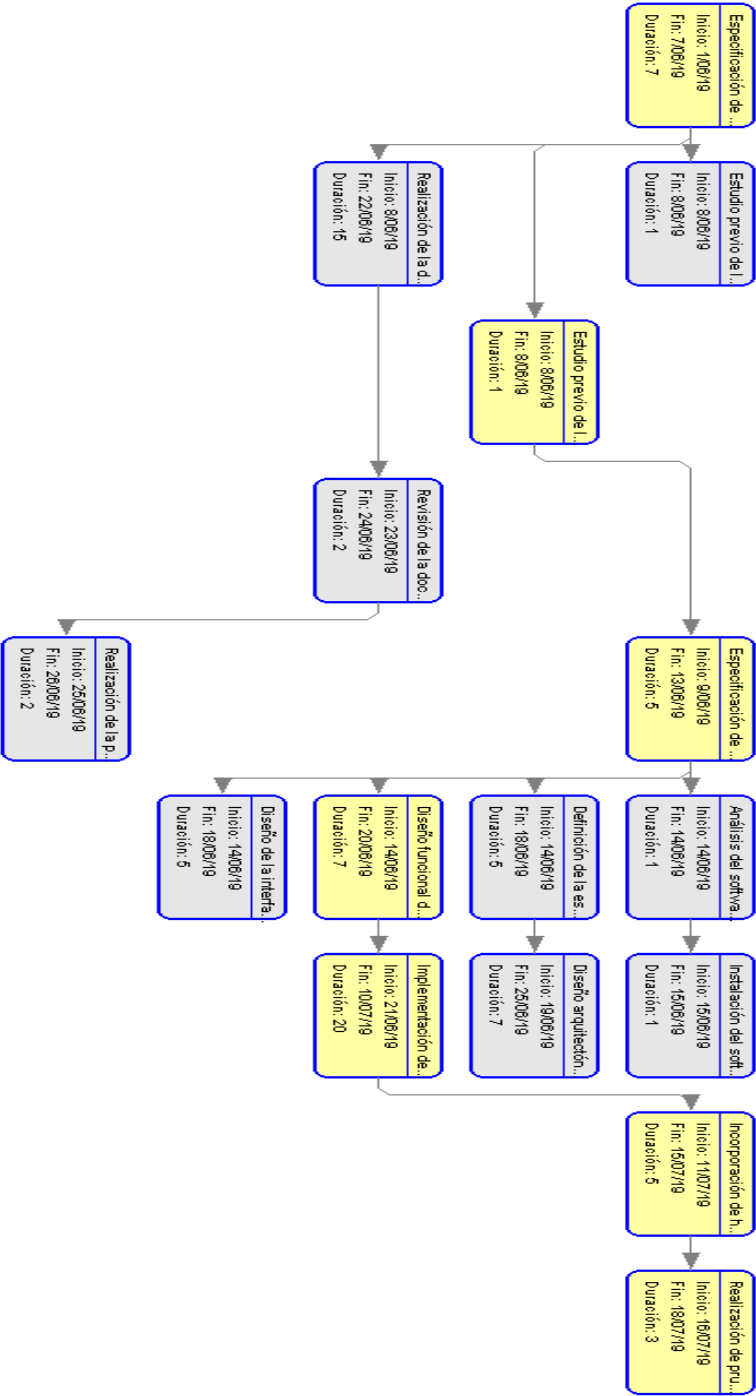 Especificación de ...
Inicio: 1/06/19
Fin: 7/06/19
Duración: 7
Estudio previo de l...
Inicio: 8/06/19
Fin: 8/06/19
Duración: 1
Realización de la d...
Inicio: 8/06/19
Fin: 22/06/19
Duración: 15
Estudio previo de l...
Inicio: 8/06/19
Fin: 8/06/19
Duración: 1
Revisión de la doc...
Inicio: 23/06/19
Fin: 24/06/19
Duración: 2
Realización de la p...
Inicio: 25/06/19
Fin: 26/06/19
Duración: 2
Especificación de ...
Inicio: 9/06/19
Fin: 13/06/19
Duración: 5
Análisis del softwa...
Inicio: 14/06/19
Fin: 14/06/19
Duración: 1
Definición de la es...
Inicio: 14/06/19
Fin: 18/06/19
Duración: 5
Diseño funcional d...
Inicio: 14/06/19
Fin: 20/06/19
Duración: 7
Diseño de la interfa...
Inicio: 14/06/19
Fin: 18/06/19
Duración: 5
Instalación del soft...
Inicio: 15/06/19
Fin: 15/06/19
Duración: 1
Diseño arquitectón...
Inicio: 19/06/19
Fin: 25/06/19
Duración: 7
Implementación de...
Inicio: 21/06/19
Fin: 10/07/19
Duración: 20
Incorporación de h...
Inicio: 11/07/19
Fin: 15/07/19
Duración: 5
Realización de pru...
Inicio: 16/07/19
Fin: 18/07/19
Duración: 3